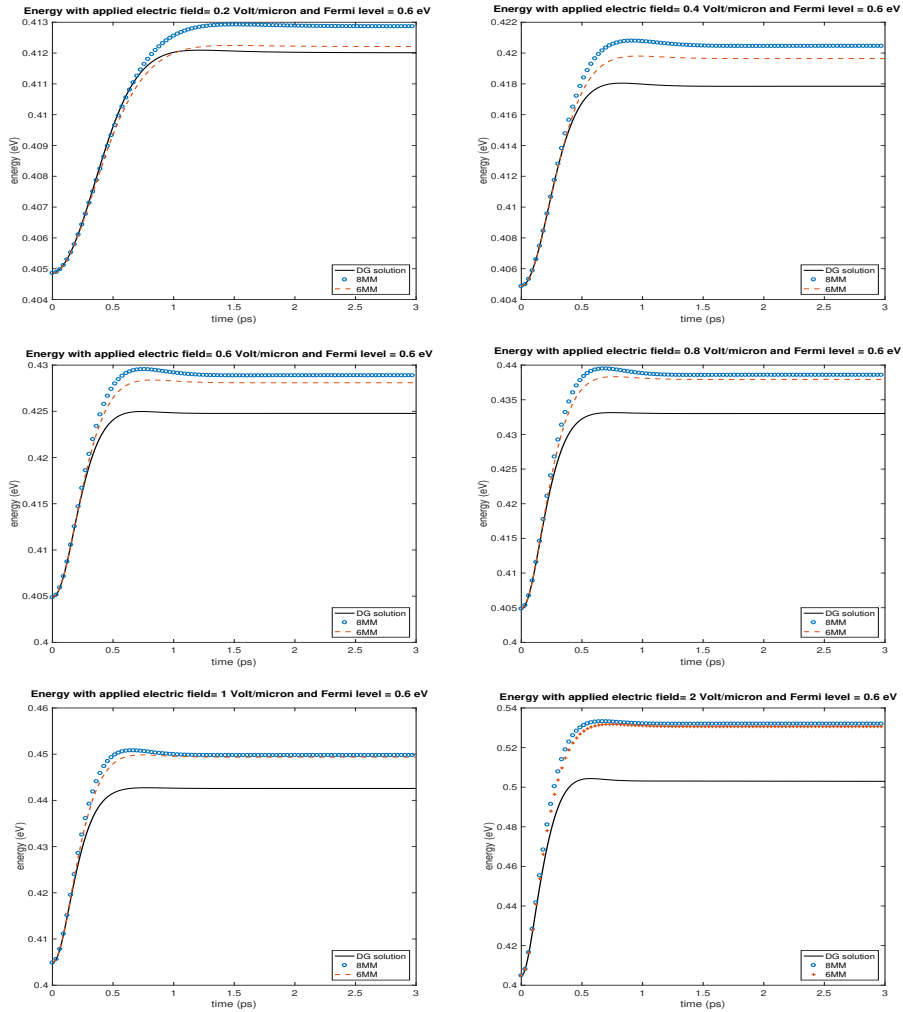 Energy with applied electric field= 0.2 Volt/micron and Fermi level = 0.6 eV
0.413
0.412
0.411
0.41
0.409
0.408
0.407
0.406
0.405
0.404
energy (eV)
0 0.5 1 1.5 2 2.5 3
time (ps)
DG solution
8MM
6MM
Energy with applied electric field= 0.4 Volt/micron and Fermi level = 0.6 eV
0.422
0.42
0.418
0.416
0.414
0.412
0.41
0.408
0.406
0.404
energy (eV)
0 0.5 1 1.5 2 2.5 3
time (ps)
DG solution
8MM
6MM
Energy with applied electric field= 0.6 Volt/micron and Fermi level = 0.6 eV
0.43
0.425
0.42
0.415
0.41
0.405
0.4
energy (eV)
0 0.5 1 1.5 2 2.5 3
time (ps)
DG solution
8MM
6MM
Energy with applied electric field= 0.8 Volt/micron and Fermi level = 0.6 eV
0.44
0.435
0.43
0.425
0.42
0.415
0.41
0.405
0.4
energy (eV)
0 0.5 1 1.5 2 2.5 3
time (ps)
DG solution
8MM
6MM
Energy with applied electric field= 1 Volt/micron and Fermi level = 0.6 eV
0.46
0.45
0.44
0.43
0.42
0.41
0.4
energy (eV)
0 0.5 1 1.5 2 2.5 3
time (ps)
DG solution
8MM
6MM
Energy with applied electric field= 2 Volt/micron and Fermi level = 0.6 eV
0.54
0.52
0.5
0.48
0.46
0.44
0.42
0.4
energy (eV)
0 0.5 1 1.5 2 2.5 3
time (ps)
DG solution
8MM
6MM